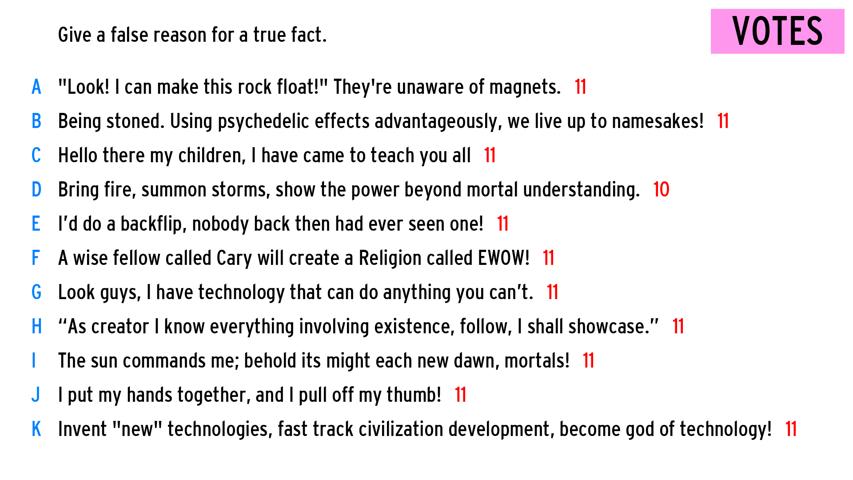 Give a false reason for a true fact.
VOTES
A "Look! I can make this rock float!" They're unaware of magnets. 11
B Being stoned. Using psychedelic effects advantageously, we live up to namesakes! 11
C Hello there my children, I have came to teach you all 11
D Bring fire, summon storms, show the power beyond mortal understanding. 10
E I'd do a backflip, nobody back then had ever seen one! 11
F A wise fellow called Cary will create a Religion called EWOW! 11
G Look guys, I have technology that can do anything you can’t. 11
H “As creator I know everything involving existence, follow, I shall showcase.” 11
I The sun commands me; behold its might each new dawn, mortals! 11
J I put my hands together, and I pull off my thumb! 11
K Invent "new" technologies, fast track civilization development, become god of technology! 11